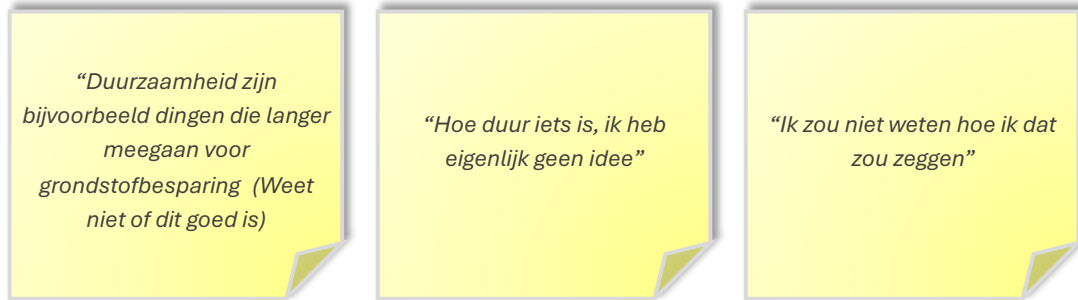 “Duurzaamheid zijn
bijvoorbeeld dingen die langer
meegaan voor
grondstofbesparing  (Weet
niet of dit goed is)
“Hoe duur iets is, ik heb
eigenlijk geen idee”
“Ik zou niet weten hoe ik dat
zou zeggen”